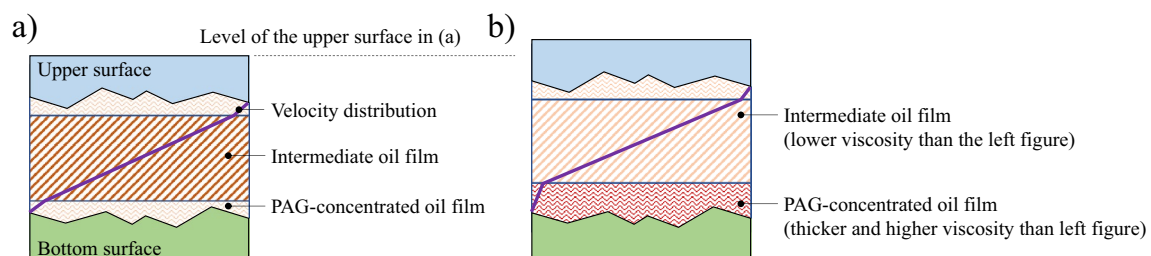 a)
Level of the upper surface in (a)
b)
Upper surface
Velocity distribution
Intermediate oil film
PAG-concentrated oil film
Bottom surface
Intermediate oil film
(lower viscosity than the left figure)
PAG-concentrated oil film
(thicker and higher viscosity than left figure)